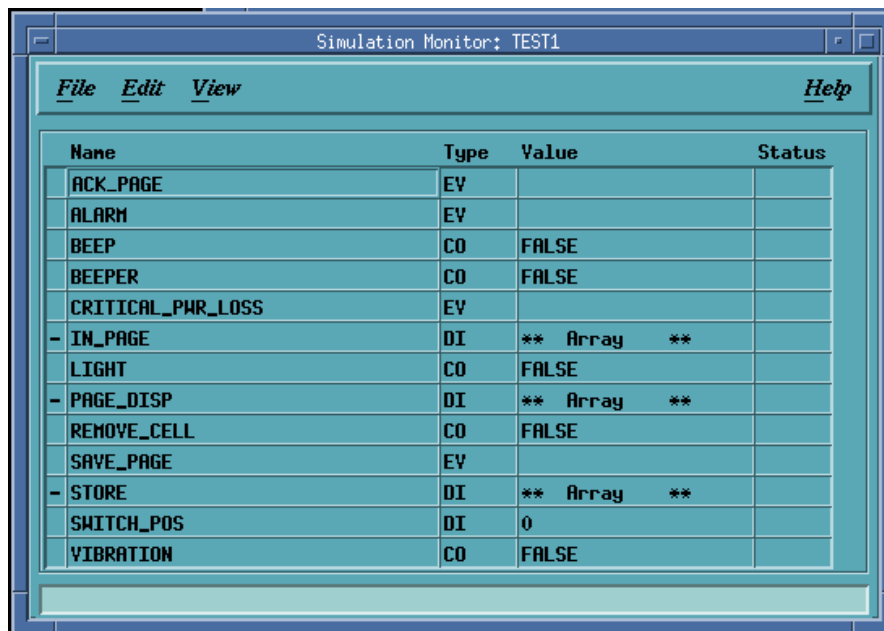 Simulation Monitor: TEST1
File Edit View Help
Name Type Value Status
ACK_PAGE EV
ALARM EV
BEEP CO FALSE
BEEPER CO FALSE
CRITICAL_PWR_LOSS EV
- IN_PAGE DI ** Array **
LIGHT CO FALSE
- PAGE_DISP DI ** Array **
REMOVE_CELL CO FALSE
SAVE_PAGE EV
- STORE DI ** Array **
SWITCH_POS DI 0
VIBRATION CO FALSE